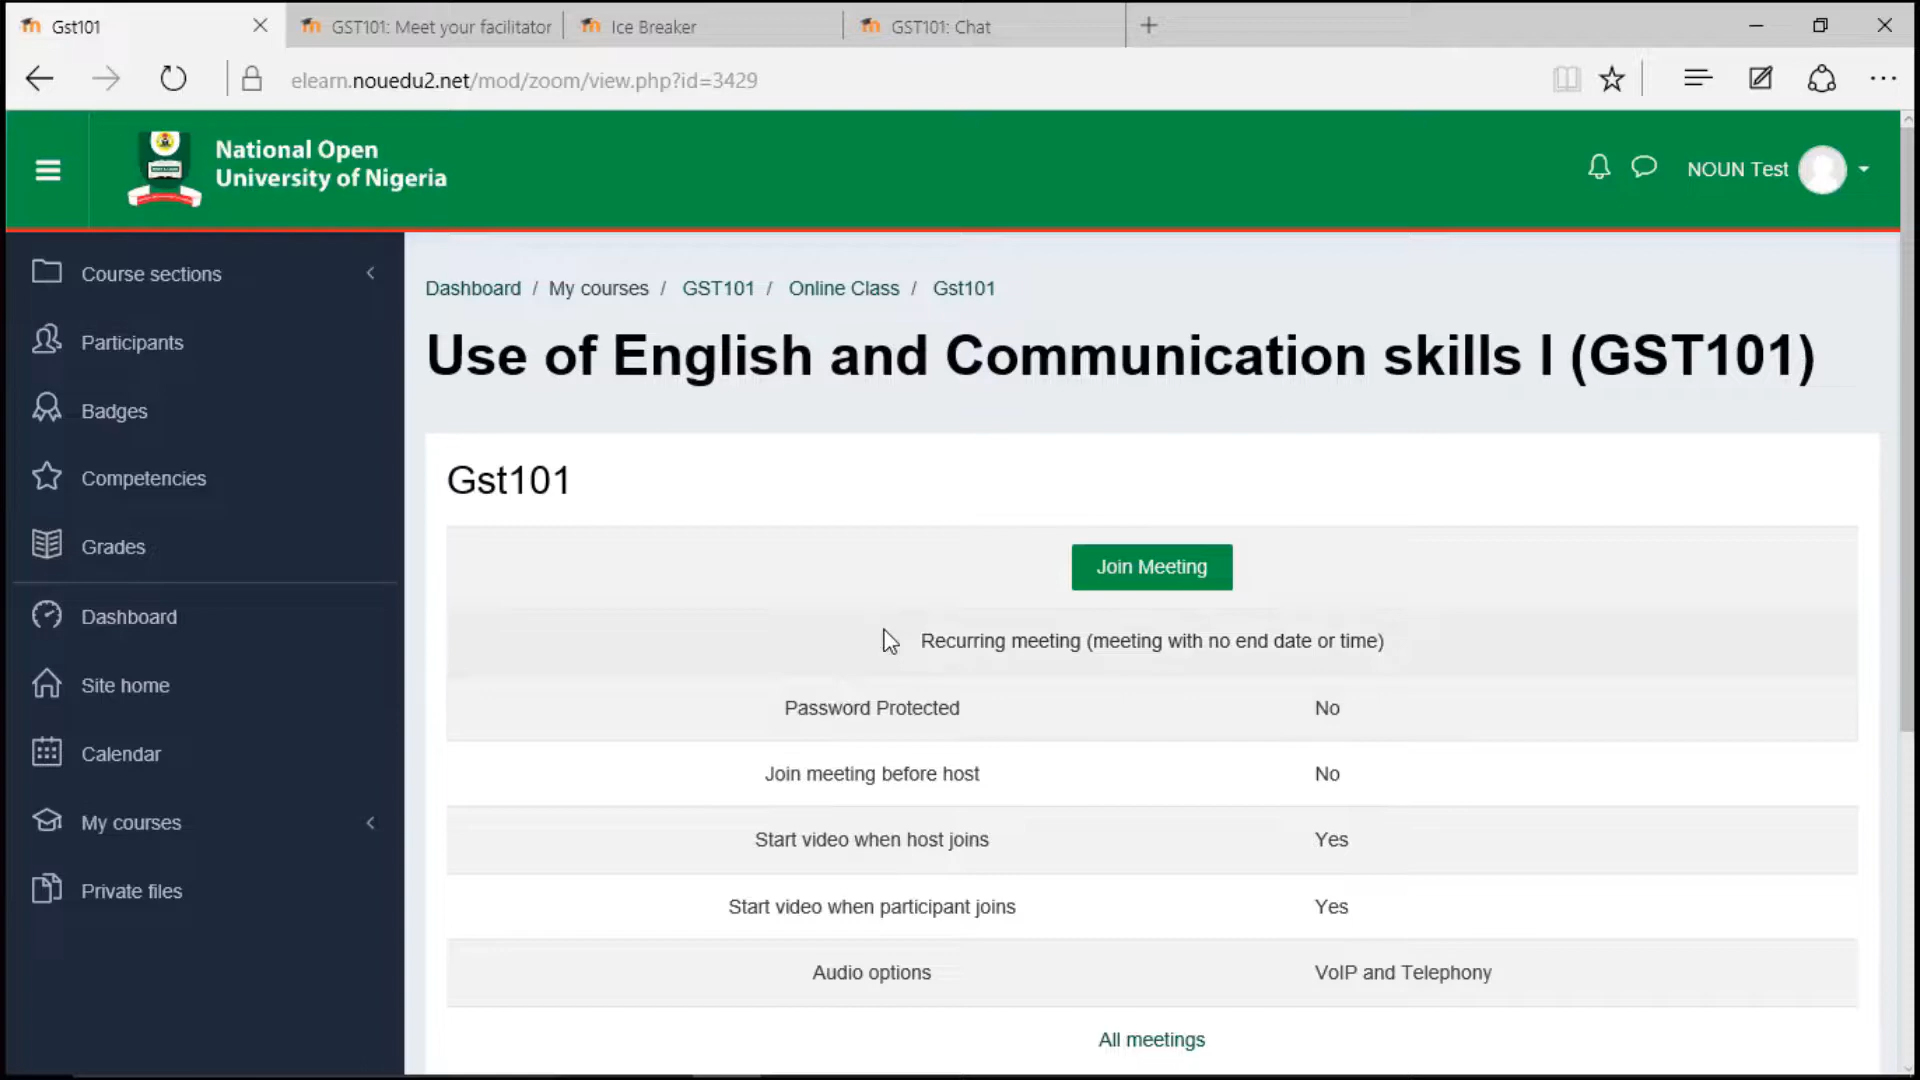 Gst101
GST101: Meet your facilitator
Ice Breaker
GST101: Chat
elearn.nouedu2.net/mod/zoom/view.php?id=3429
National Open
University of Nigeria
NOUN Test
Course sections
Participants
Badges
Competencies
Grades
Dashboard
Site home
Calendar
My courses
Private files
Dashboard / My courses / GST101 / Online Class / Gst101
Use of English and Communication skills I (GST101)
Gst101
Join Meeting
Recurring meeting (meeting with no end date or time)
Password Protected No
Join meeting before host No
Start video when host joins Yes
Start video when participant joins Yes
Audio options VoIP and Telephony
All meetings